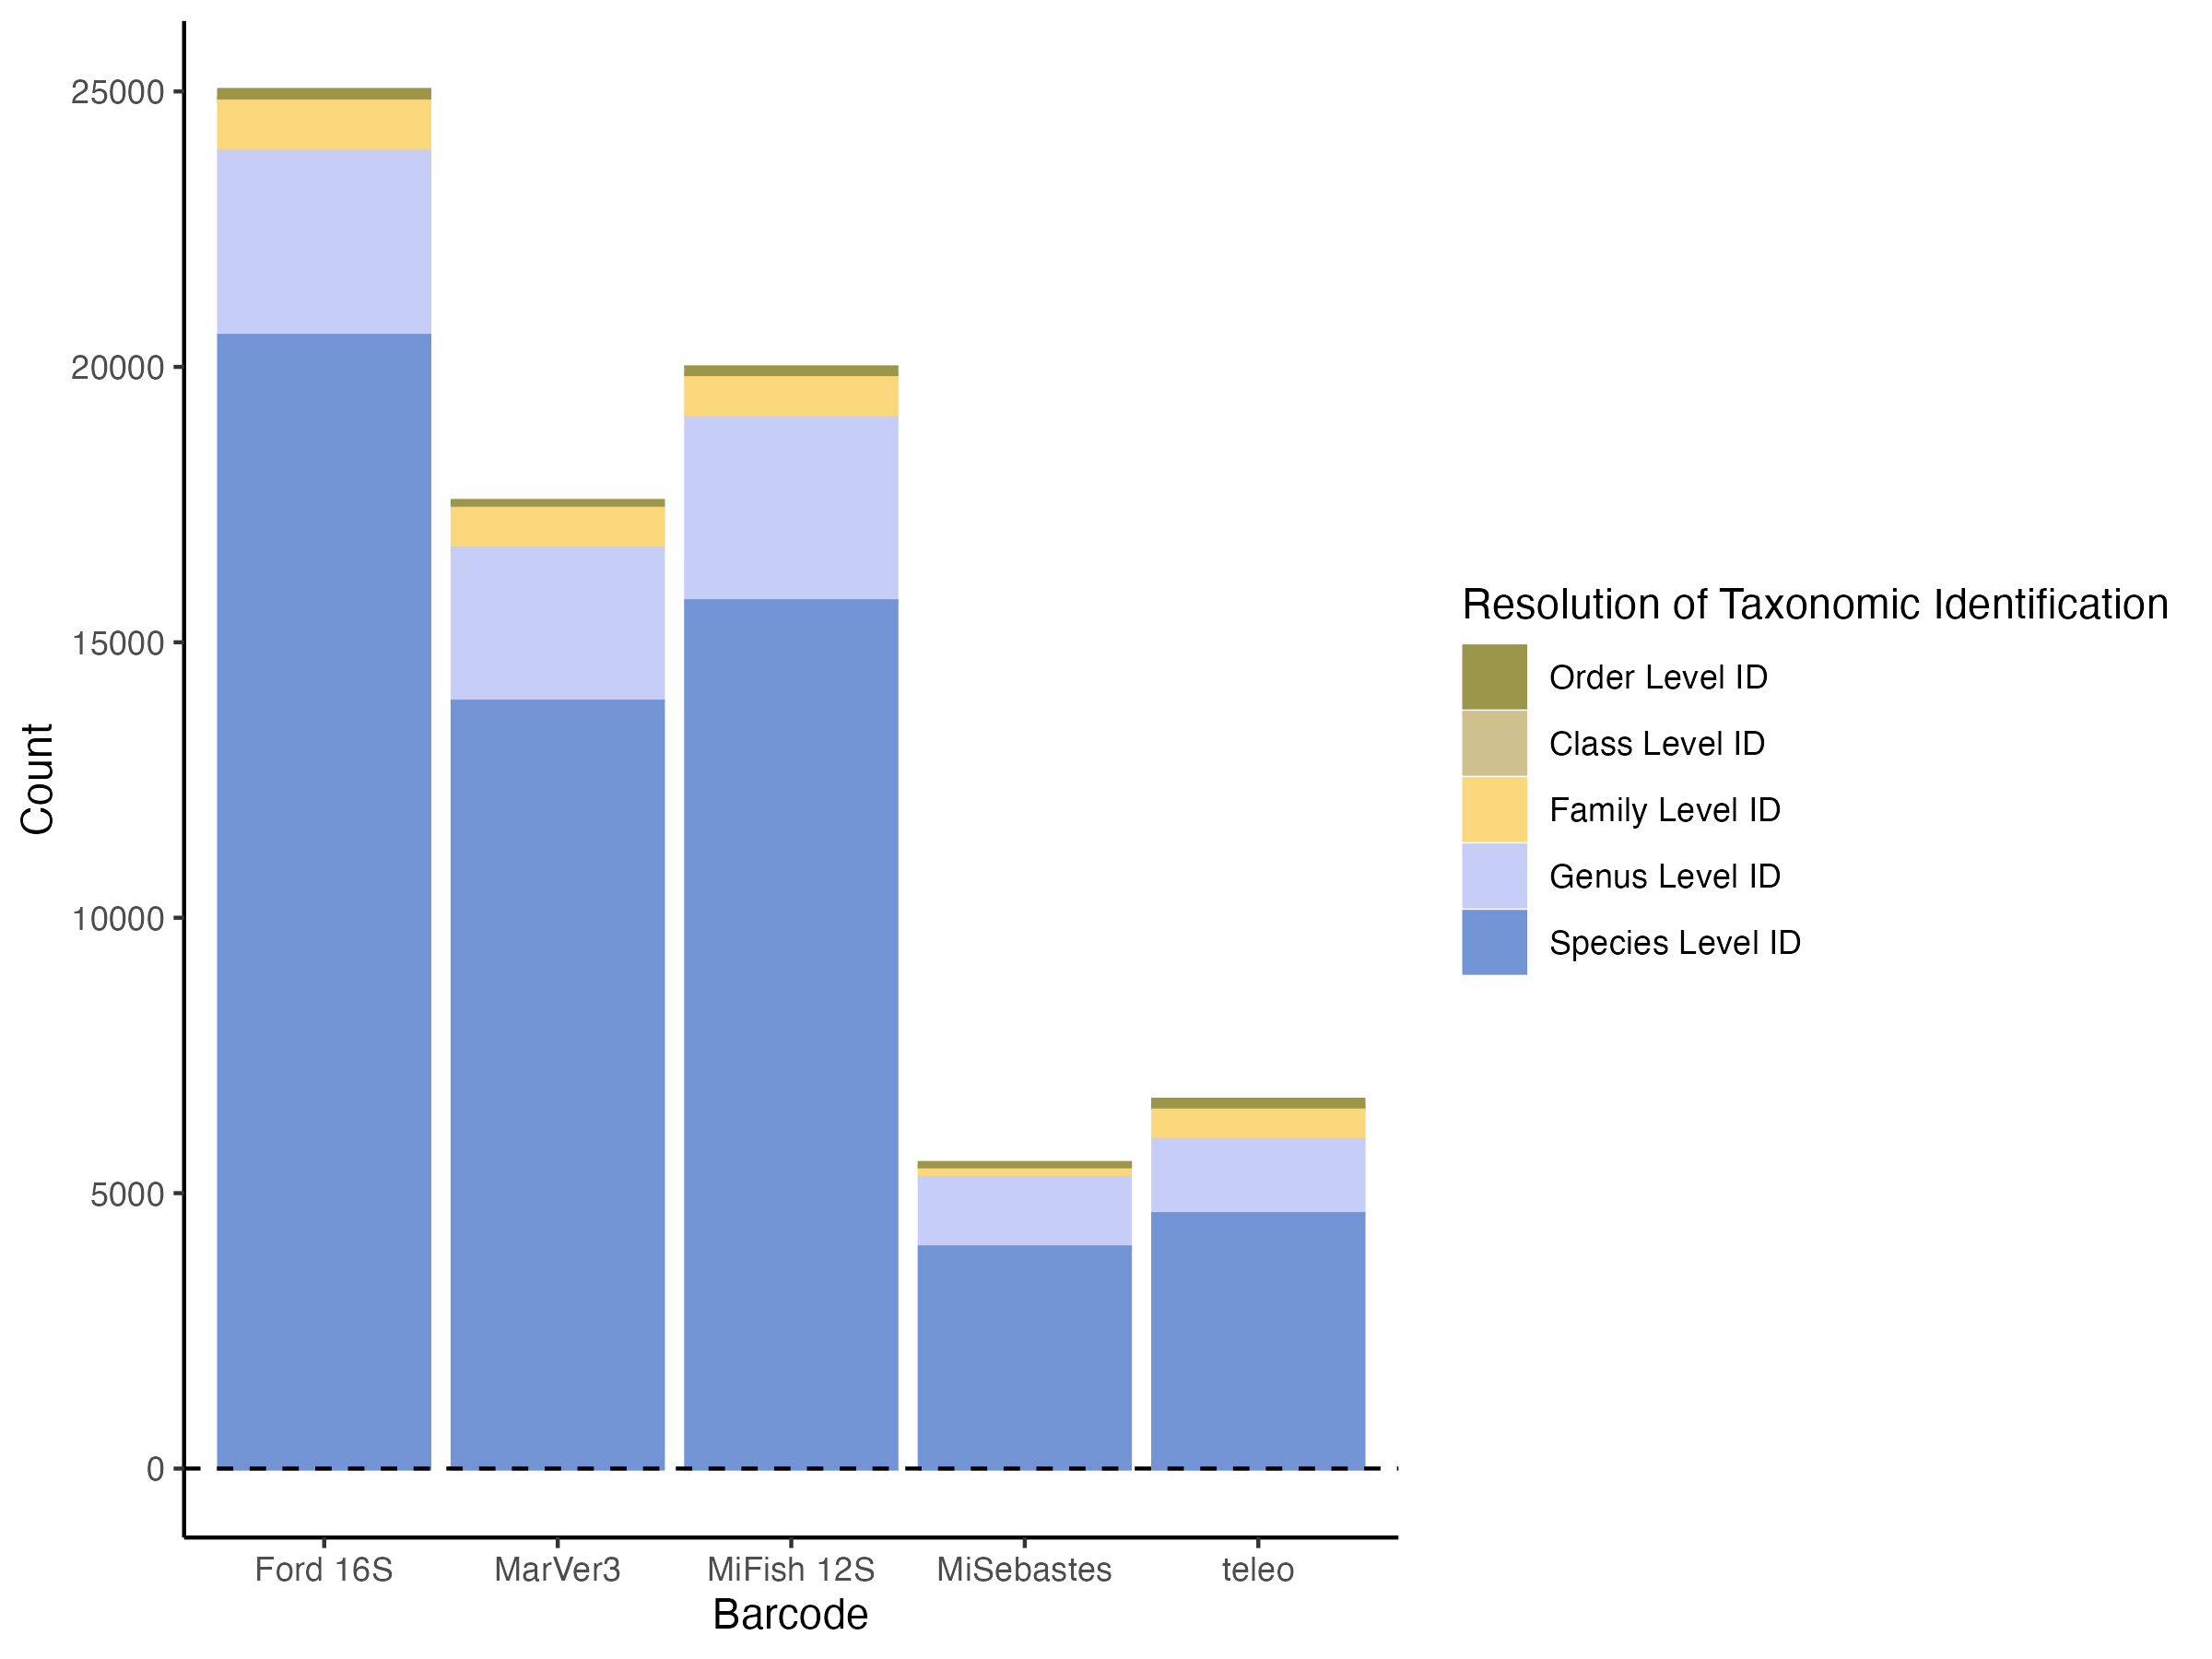 25000
20000
15000
10000
5000
0
Count
Ford 16S
MarVer3
MiFish 12S
MiSebastes
teleo
Barcode
Resolution of Taxonomic Identification
Order Level ID
Class Level ID
Family Level ID
Genus Level ID
Species Level ID